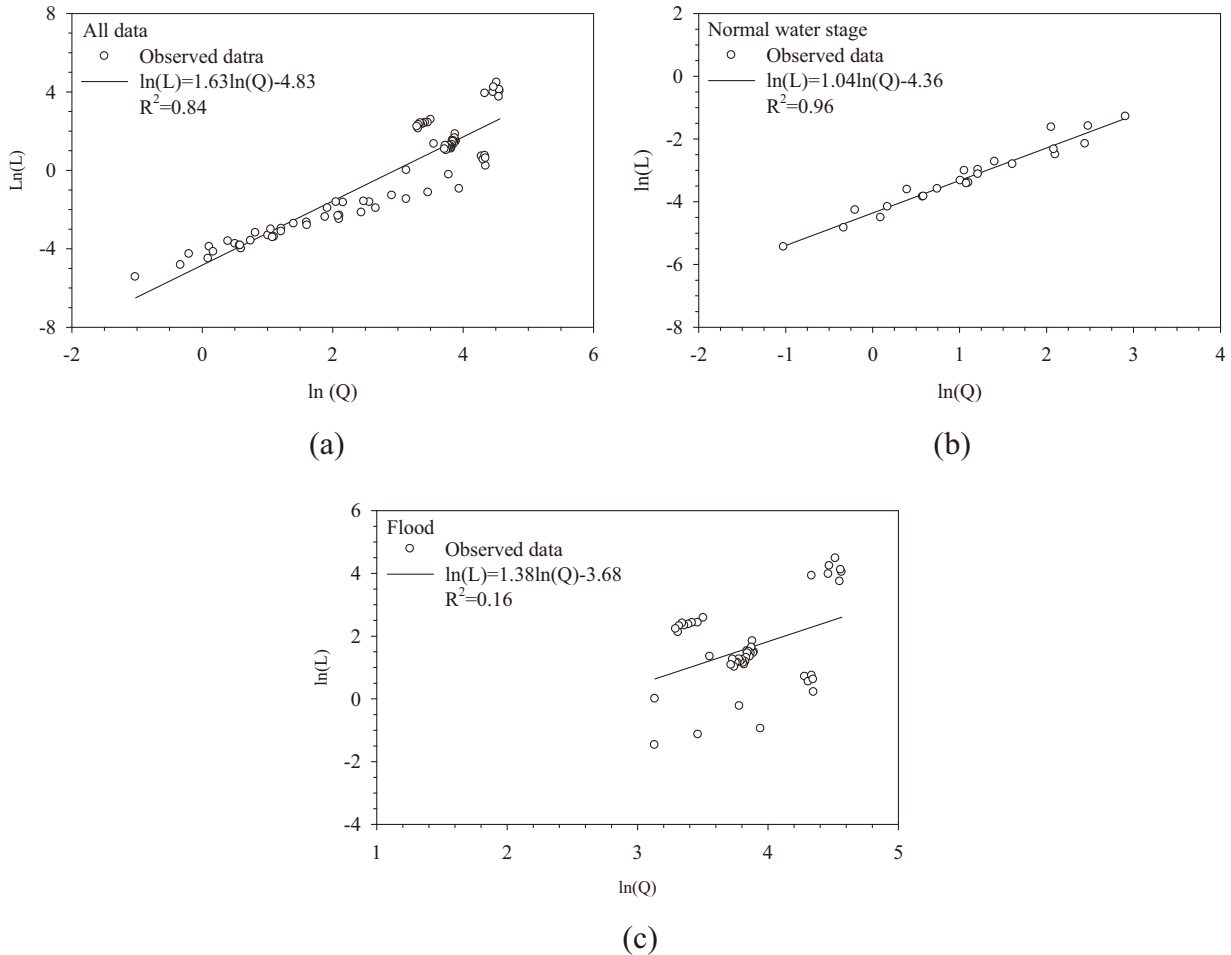 All data
Observed datra
ln(L)=1.63ln(Q)-4.83
R²=0.84
8
4
0
-4
-8
Ln(L)
-2
0
2
4
6
ln (Q)
(a)
Normal water stage
Observed data
ln(L)=1.04ln(Q)-4.36
R²=0.96
2
0
-2
-4
-6
-8
ln(L)
-2
-1
0
1
2
3
4
ln(Q)
(b)
Flood
Observed data
ln(L)=1.38ln(Q)-3.68
R²=0.16
6
4
2
0
-2
-4
ln(L)
1
2
3
4
5
ln(Q)
(c)